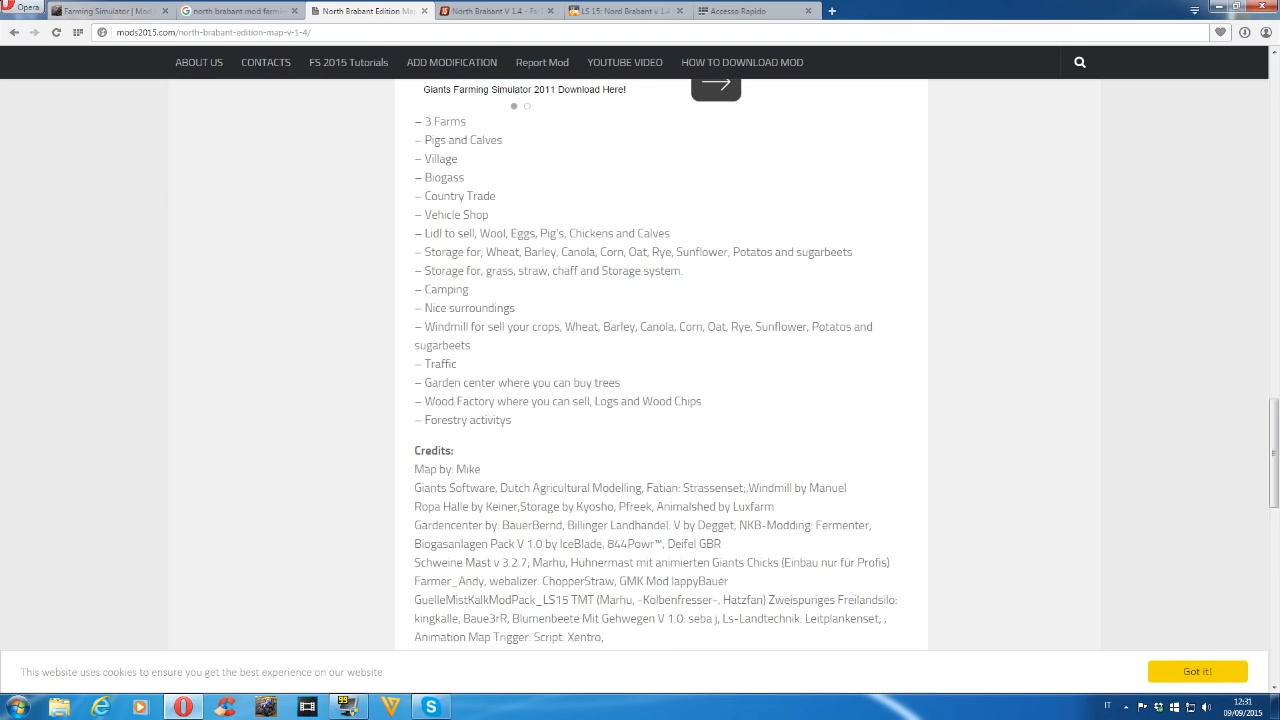 Opera
Farming Simulator | Mod
north brabant mod farmi
North Brabant Edition Ma
North Brabant V 1.4 - Fs
LS 15: Nord Brabant v 1.4
Accesso Rapido
mods2015.com/north-brabant-edition-map-v-1-4/
ABOUT US CONTACTS FS 2015 Tutorials ADD MODIFICATION Report Mod YOUTUBE VIDEO HOW TO DOWNLOAD MOD
Giants Farming Simulator 2011 Download Here!
– 3 Farms
– Pigs and Calves
– Village
– Biogass
– Country Trade
– Vehicle Shop
– Lidl to sell, Wool, Eggs, Pig's, Chickens and Calves
– Storage for, Wheat, Barley, Canola, Corn, Oat, Rye, Sunflower, Potatos and sugarbeets
– Storage for, grass, straw, chaff and Storage system.
– Camping
– Nice surroundings
– Windmill for sell your crops, Wheat, Barley, Canola, Corn, Oat, Rye, Sunflower, Potatos and
sugarbeets
– Traffic
– Garden center where you can buy trees
– Wood Factory where you can sell, Logs and Wood Chips
– Forestry activitys
Credits:
Map by: Mike
Giants Software, Dutch Agricultural Modelling, Fatian: Strassenset;,Windmill by Manuel
Ropa Halle by Keiner,Storage by Kyosho, Pfreek, Animalshed by Luxfarm
Gardencenter by: BauerBernd, Billinger Landhandel: V by Degget, NKB-Modding: Fermenter,
Biogasanlagen Pack V 1.0 by IceBlade, 844Powr™, Deifel GBR
Schweine Mast v 3.2.7; Marhu, Hühnermast mit animierten Giants Chicks (Einbau nur für Profis)
Farmer_Andy, webalizer: ChopperStraw, GMK Mod lappyBauer
GuelleMistKalkModPack_LS15 TMT (Marhu, -Kolbenfresser-, Hatzfan) Zweispuriges Freilandsilo:
kingkalle, Baue3rR, Blumenbeete Mit Gehwegen V 1.0: seba j, Ls-Landtechnik: Leitplankenset, ,
Animation Map Trigger: Script: Xentro,
This website uses cookies to ensure you get the best experience on our website
Got it!
99
IT
12:31
09/09/2015